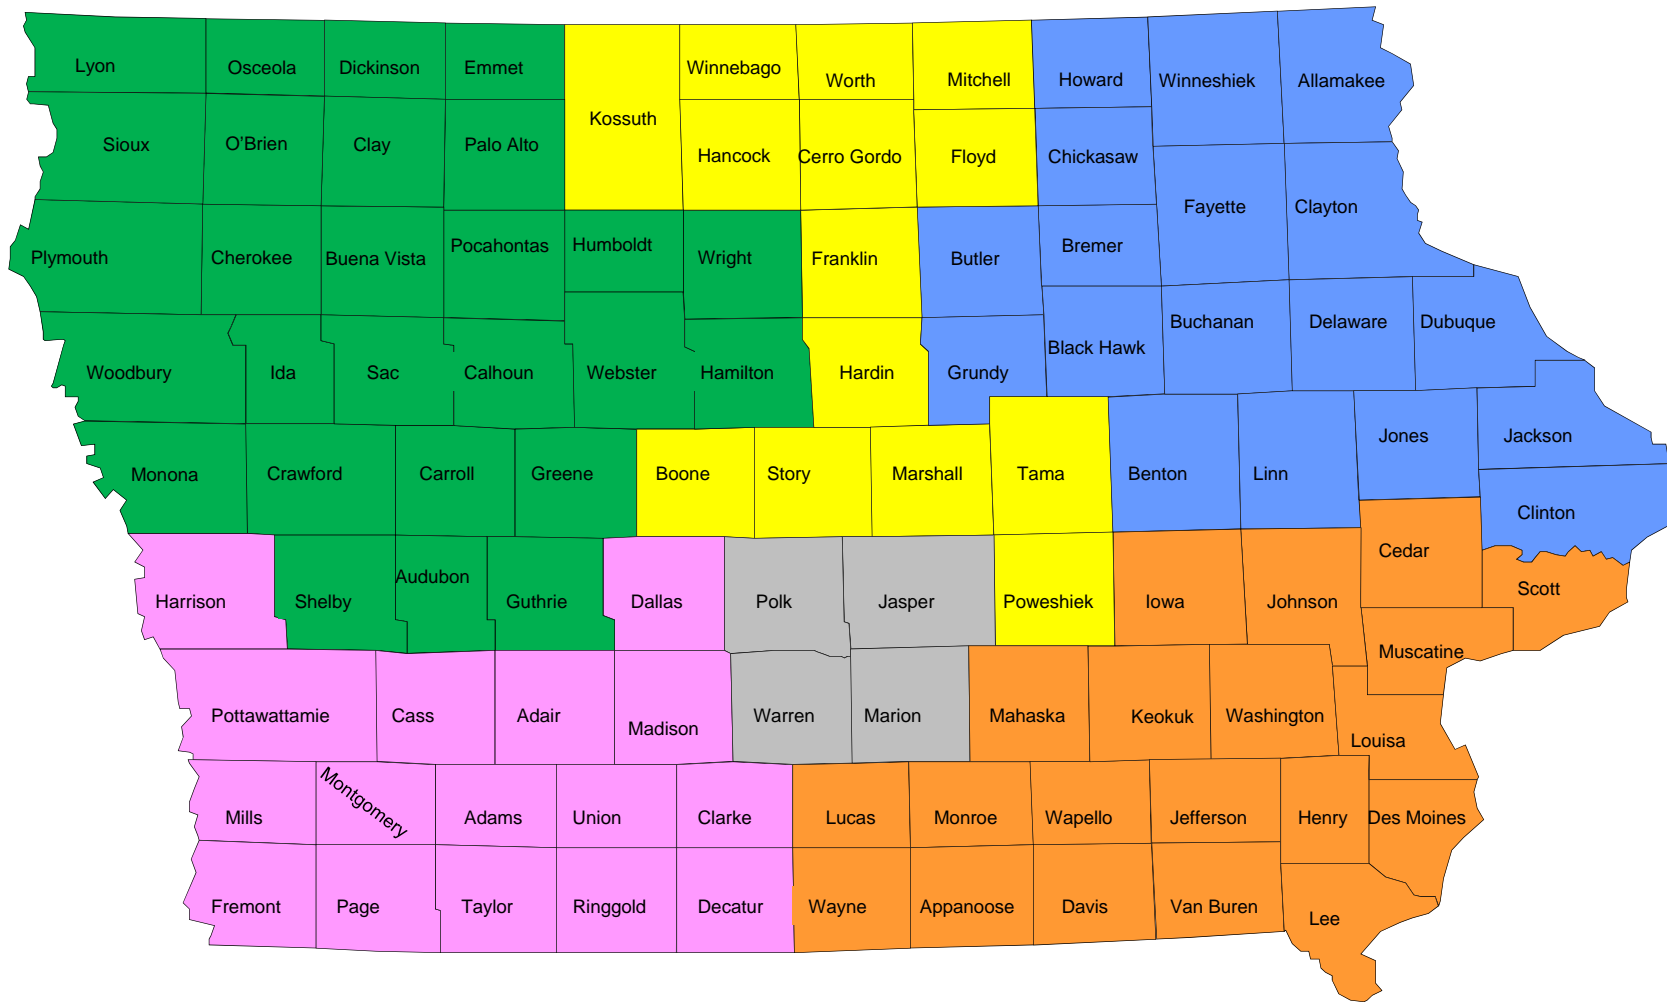 Lyon
Osceola
Dickinson
Emmet
Kossuth
Winnebago
Worth
Mitchell
Howard
Winneshiek
Allamakee
Sioux
O’Brien
Clay
Palo Alto
Hancock
Cerro Gordo
Floyd
Chickasaw
Fayette
Clayton
Plymouth
Cherokee
Buena Vista
Pocahontas
Humboldt
Wright
Franklin
Butler
Bremer
Woodbury
Ida
Sac
Calhoun
Webster
Hamilton
Hardin
Grundy
Black Hawk
Buchanan
Delaware
Dubuque
Monona
Crawford
Carroll
Greene
Boone
Story
Marshall
Tama
Benton
Linn
Jones
Jackson
Clinton
Harrison
Shelby
Audubon
Guthrie
Dallas
Polk
Jasper
Poweshiek
Iowa
Johnson
Cedar
Scott
Muscatine
Pottawattamie
Cass
Adair
Madison
Warren
Marion
Mahaska
Keokuk
Washington
Louisa
Mills
Montgomery
Adams
Union
Clarke
Lucas
Monroe
Wapello
Jefferson
Henry
Des Moines
Fremont
Page
Taylor
Ringgold
Decatur
Wayne
Appanoose
Davis
Van Buren
Lee